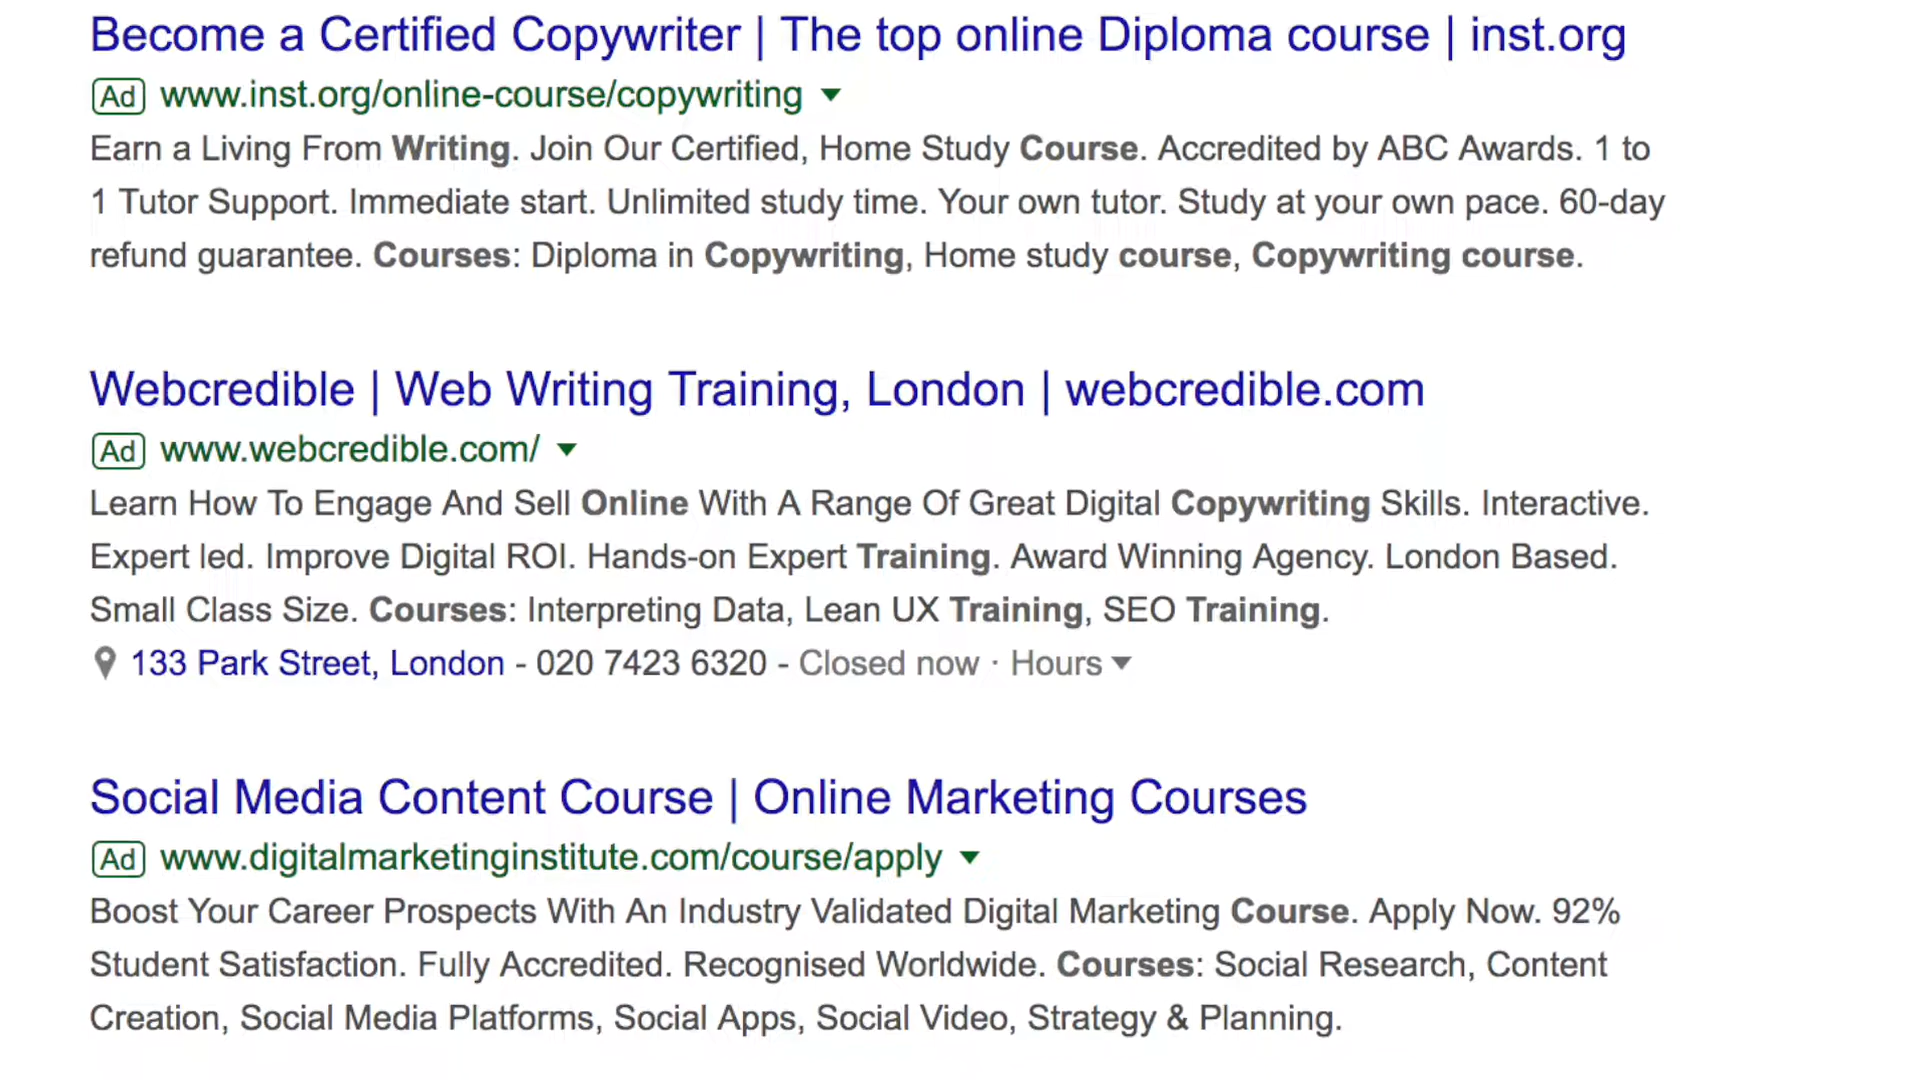 Become a Certified Copywriter | The top online Diploma course | inst.org
Ad www.inst.org/online-course/copywriting
Earn a Living From Writing. Join Our Certified, Home Study Course. Accredited by ABC Awards. 1 to
1 Tutor Support. Immediate start. Unlimited study time. Your own tutor. Study at your own pace. 60-day
refund guarantee. Courses: Diploma in Copywriting, Home study course, Copywriting course.
Webcredible | Web Writing Training, London | webcredible.com
Ad www.webcredible.com/
Learn How To Engage And Sell Online With A Range Of Great Digital Copywriting Skills. Interactive.
Expert led. Improve Digital ROI. Hands-on Expert Training. Award Winning Agency. London Based.
Small Class Size. Courses: Interpreting Data, Lean UX Training, SEO Training.
133 Park Street, London - 020 7423 6320 - Closed now · Hours
Social Media Content Course | Online Marketing Courses
Ad www.digitalmarketinginstitute.com/course/apply
Boost Your Career Prospects With An Industry Validated Digital Marketing Course. Apply Now. 92%
Student Satisfaction. Fully Accredited. Recognised Worldwide. Courses: Social Research, Content
Creation, Social Media Platforms, Social Apps, Social Video, Strategy & Planning.